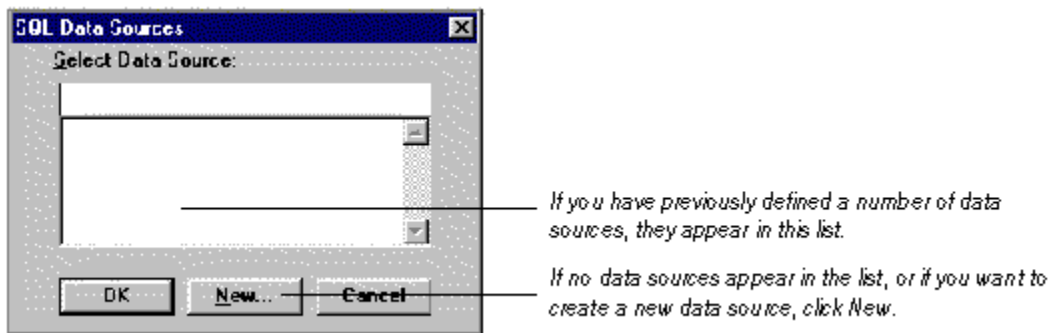 SQL Data Sources
Select Data Source:
If you have previously defined a number of data
sources, they appear in this list.
If no data sources appear in the list, or if you want to
create a new data source, click New.
OK
New...
Cancel